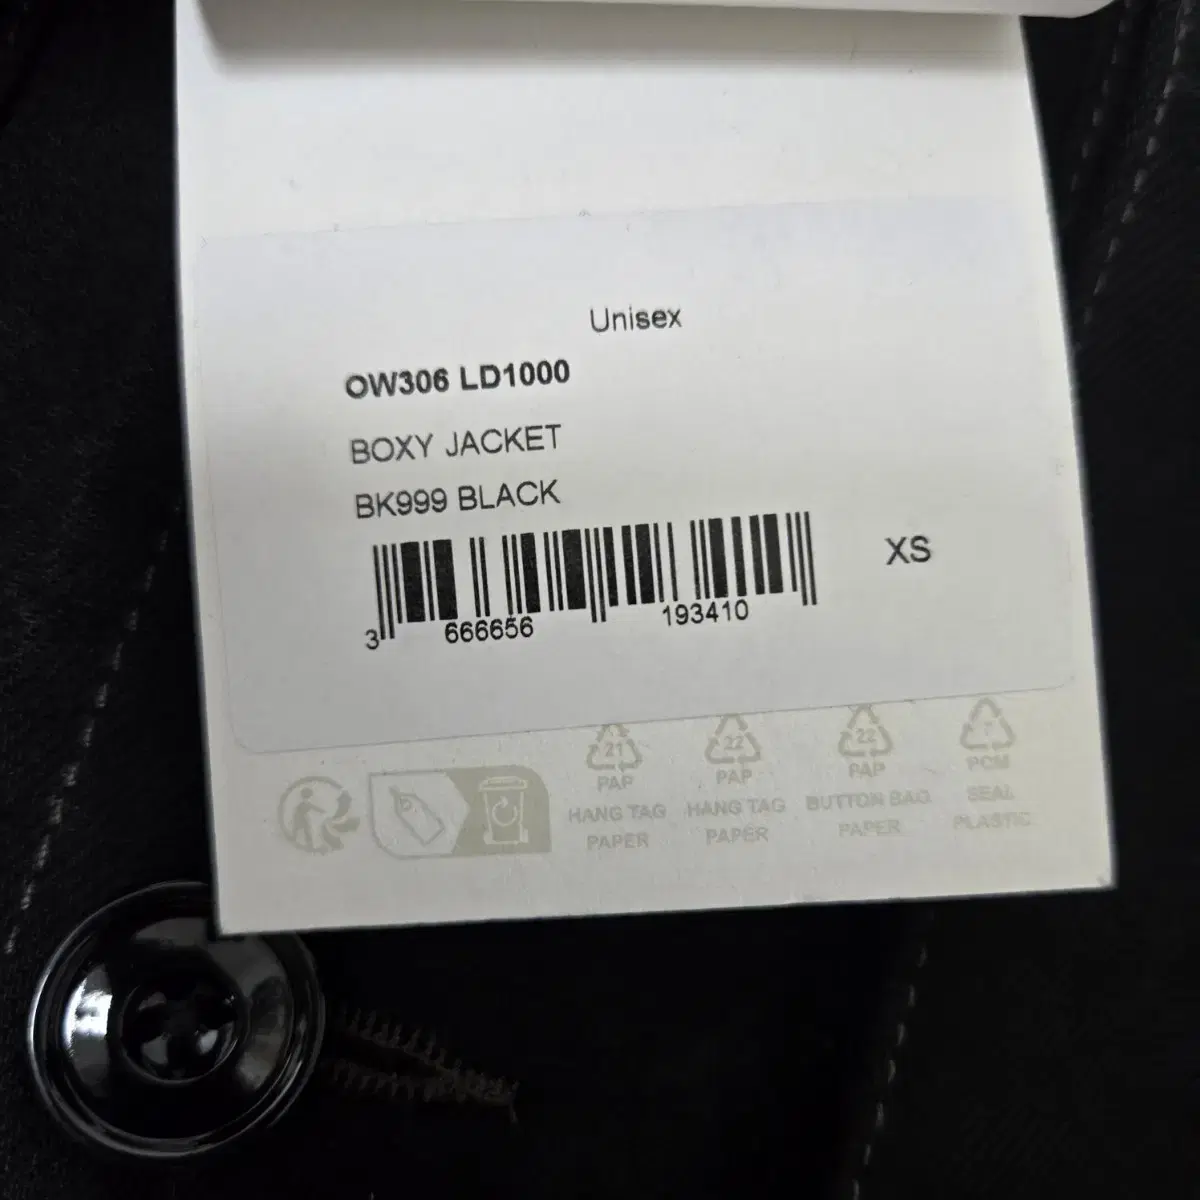 Unisex
OW306 LD1000
BOXY JACKET
BK999 BLACK
XS
3 666656 193410
21 22 22 7
PAP PAP PAP PCM
HANG TAG HANG TAG BUTTON BAG SEAL
PAPER PAPER PAPER PLASTIC